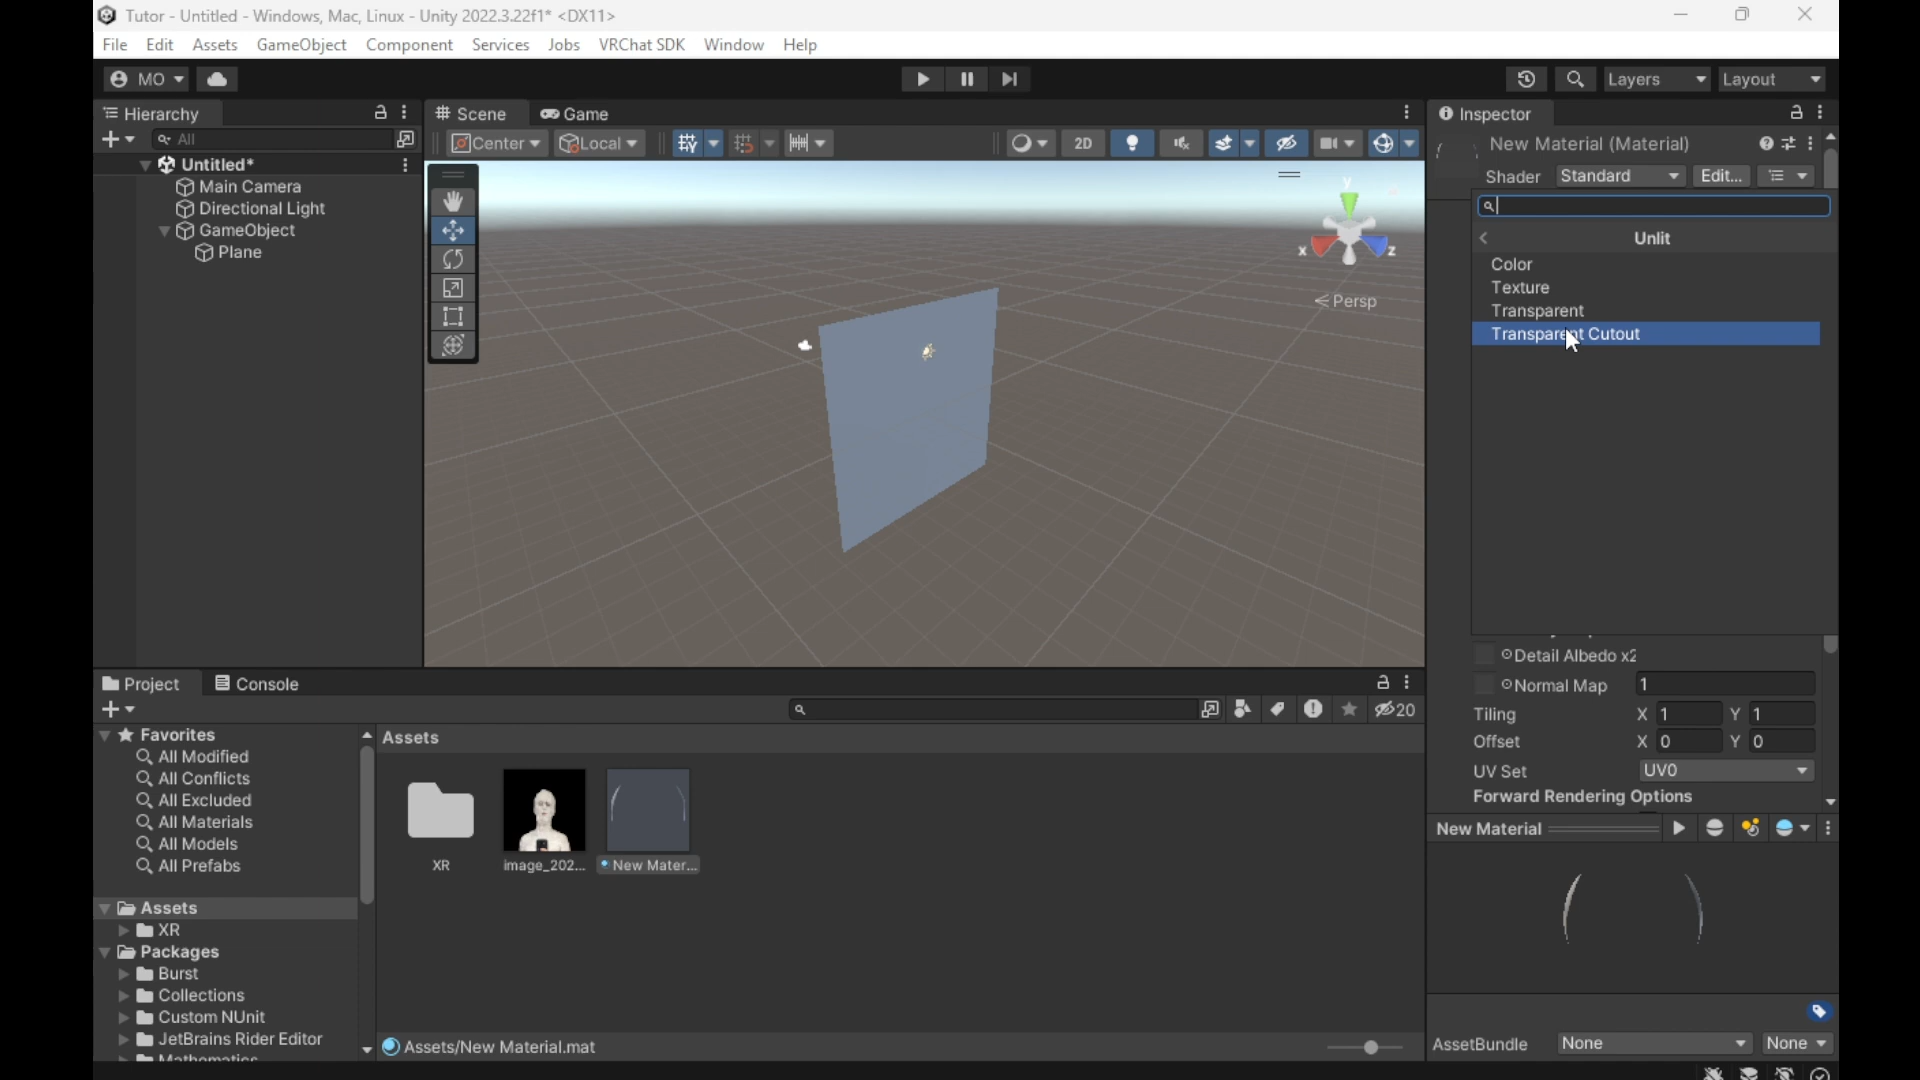 Tutor - Untitled - Windows, Mac, Linux - Unity 2022.3.22f1* <DX11>
File Edit Assets GameObject Component Services Jobs VRChat SDK Window Help
MO Layers Layout
Hierarchy
All
Untitled*
Main Camera
Directional Light
GameObject
Plane
Scene Game
Center Local 2D
y
x z
< Persp
Inspector
New Material (Material)
Shader Standard Edit...
Unlit
Color
Texture
Transparent
Transparent Cutout
Detail Albedo x2
Normal Map 1
Tiling X 1 Y 1
Offset X 0 Y 0
UV Set UV0
Forward Rendering Options
New Material
AssetBundle None None
Project Console
20
Favorites
All Modified
All Conflicts
All Excluded
All Materials
All Models
All Prefabs
Assets
XR
Packages
Burst
Collections
Custom NUnit
JetBrains Rider Editor
Mathematics
Assets
XR image_202... New Mater...
Assets/New Material.mat